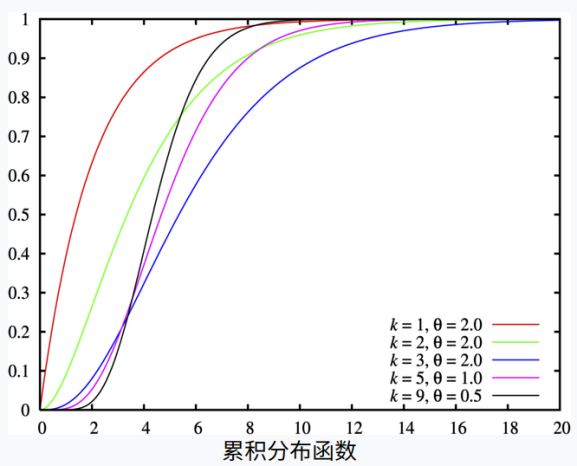 1
0.9
0.8
0.7
0.6
0.5
0.4
0.3
0.2
0.1
0
k = 1, θ = 2.0
k = 2, θ = 2.0
k = 3, θ = 2.0
k = 5, θ = 1.0
k = 9, θ = 0.5
0 2 4 6 8 10 12 14 16 18 20
累积分布函数